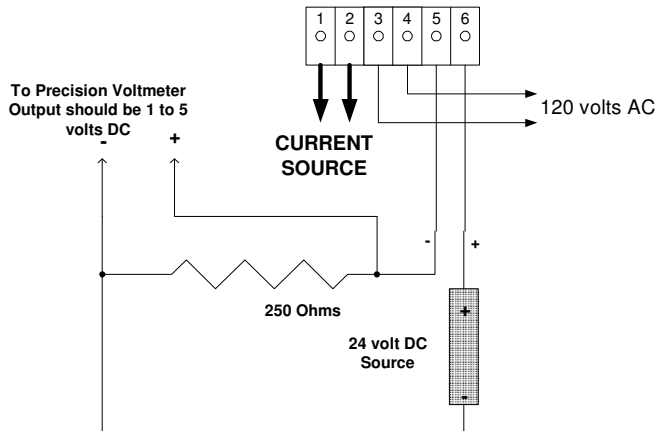 1 2 3 4 5 6
To Precision Voltmeter
Output should be 1 to 5
volts DC
- +
120 volts AC
CURRENT
SOURCE
- +
250 Ohms
24 volt DC
Source
+
-